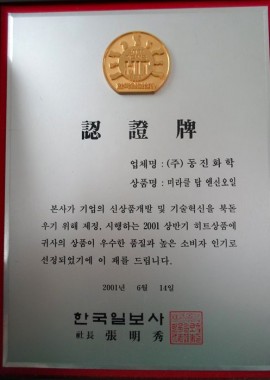 HIT
認證牌
업체명 : (주) 동진화학
상품명 : 미라클 탑 엔진오일
본사가 기업의 신상품개발 및 기술혁신을 북돋
우기 위해 제정, 시행하는 2001 상반기 히트상품에
귀사의 상품이 우수한 품질과 높은 소비자 인기로
선정되었기에 이 패를 드립니다.
2001년 6월 14일
한국일보사
社長 張明秀